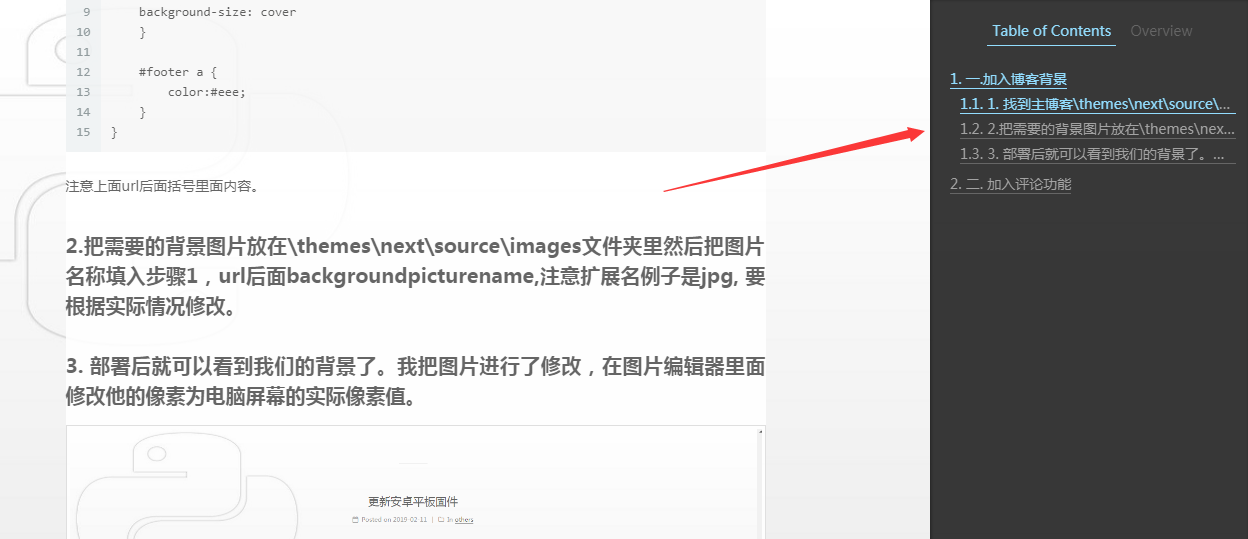 9 background-size: cover
10 }
11
12 #footer a {
13 color:#eee;
14 }
15 }
注意上面url后面括号里面内容。
2.把需要的背景图片放在\themes\next\source\images文件夹里然后把图片
名称填入步骤1，url后面backgroundpicturename,注意扩展名例子是jpg, 要
根据实际情况修改。
3. 部署后就可以看到我们的背景了。我把图片进行了修改，在图片编辑器里面
修改他的像素为电脑屏幕的实际像素值。
更新安卓平板固件
Posted on 2019-02-11 | In others
Table of Contents Overview
1. 一.加入博客背景
1.1. 1. 找到主博客\themes\next\source\...
1.2. 2.把需要的背景图片放在\themes\nex...
1.3. 3. 部署后就可以看到我们的背景了。...
2. 二. 加入评论功能